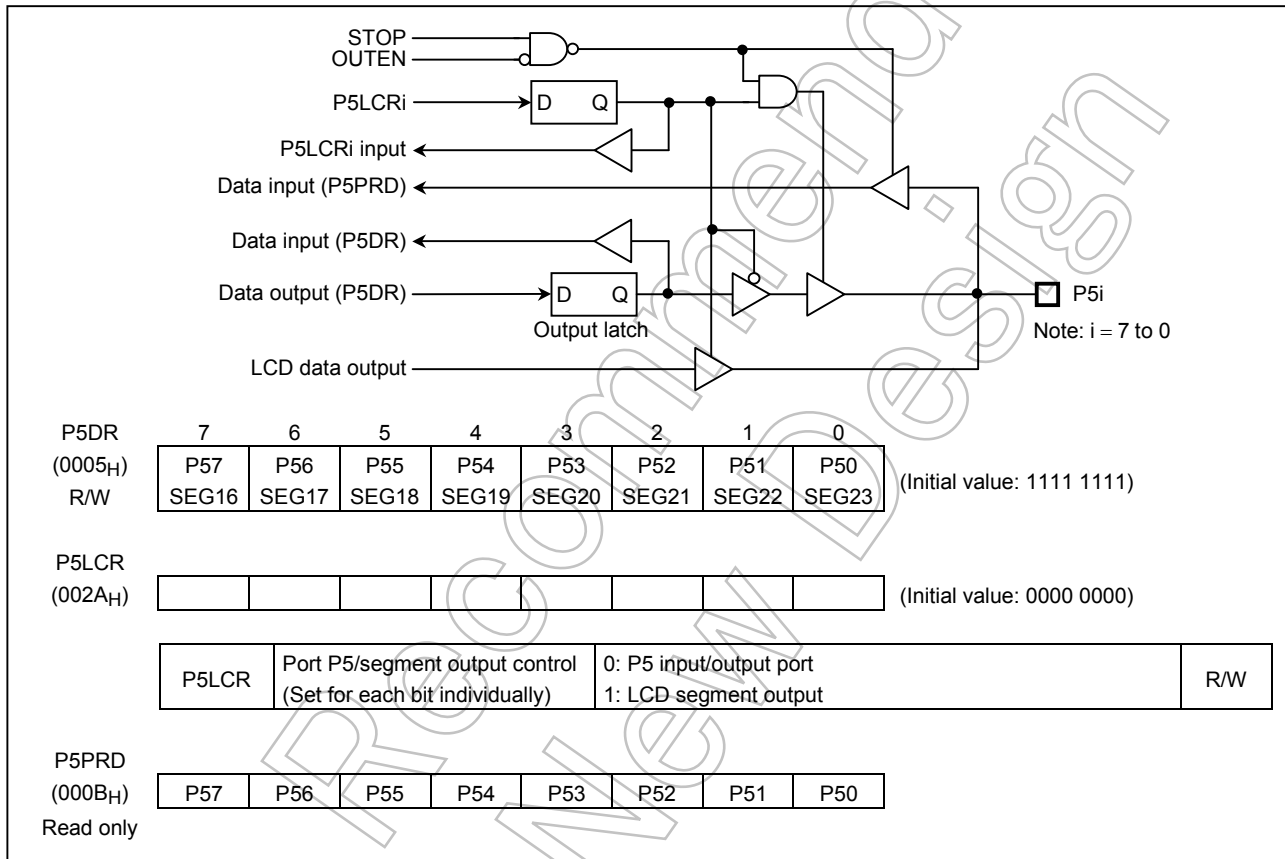 STOP
OUTEN
P5LCRi
D Q
P5LCRi input
Data input (P5PRD)
Data input (P5DR)
Data output (P5DR)
D Q
Output latch
P5i
Note: i = 7 to 0
LCD data output
P5DR
(0005H)
R/W
7 6 5 4 3 2 1 0
P57 P56 P55 P54 P53 P52 P51 P50
SEG16 SEG17 SEG18 SEG19 SEG20 SEG21 SEG22 SEG23
(Initial value: 1111 1111)
P5LCR
(002AH)
(Initial value: 0000 0000)
P5LCR
Port P5/segment output control
(Set for each bit individually)
0: P5 input/output port
1: LCD segment output
R/W
P5PRD
(000BH)
Read only
P57 P56 P55 P54 P53 P52 P51 P50
Recommend
New Design